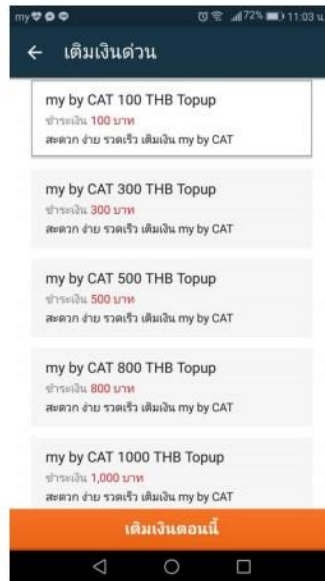 my
72% 11:03 น.
เติมเงินด่วน
my by CAT 100 THB Topup
ชำระเงิน 100 บาท
สะดวก ง่าย รวดเร็ว เติมเงิน my by CAT
my by CAT 300 THB Topup
ชำระเงิน 300 บาท
สะดวก ง่าย รวดเร็ว เติมเงิน my by CAT
my by CAT 500 THB Topup
ชำระเงิน 500 บาท
สะดวก ง่าย รวดเร็ว เติมเงิน my by CAT
my by CAT 800 THB Topup
ชำระเงิน 800 บาท
สะดวก ง่าย รวดเร็ว เติมเงิน my by CAT
my by CAT 1000 THB Topup
ชำระเงิน 1,000 บาท
สะดวก ง่าย รวดเร็ว เติมเงิน my by CAT
เติมเงินตอนนี้